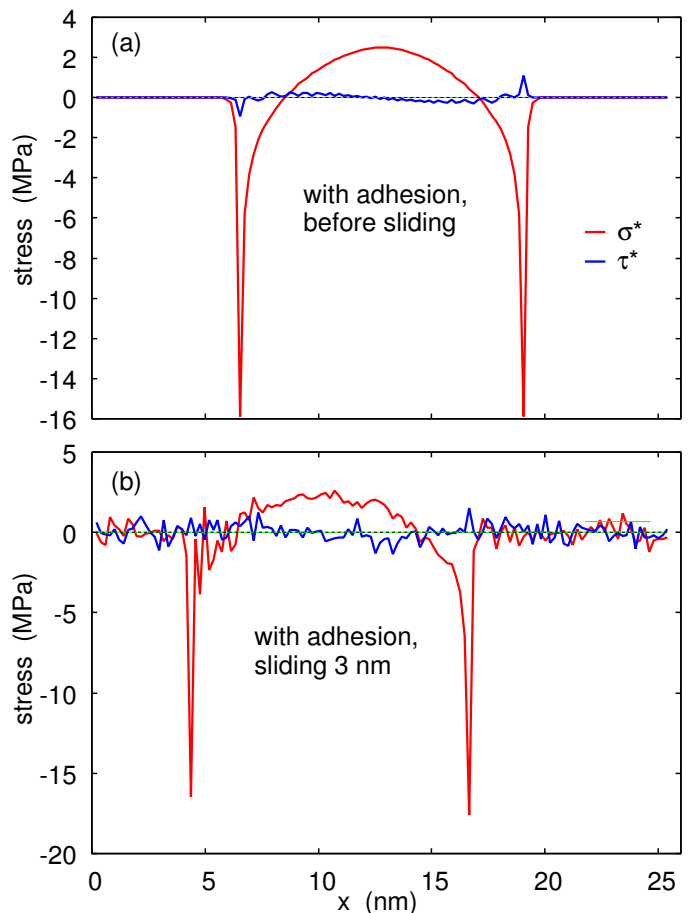 4
(a)
2
0
-2
-4
with adhesion,
before sliding
σ*
τ*
stress (MPa)
-6
-8
-10
-12
-14
-16
5
(b)
0
-5
with adhesion,
sliding 3 nm
stress (MPa)
-10
-15
-20
0 5 10 15 20 25
x (nm)